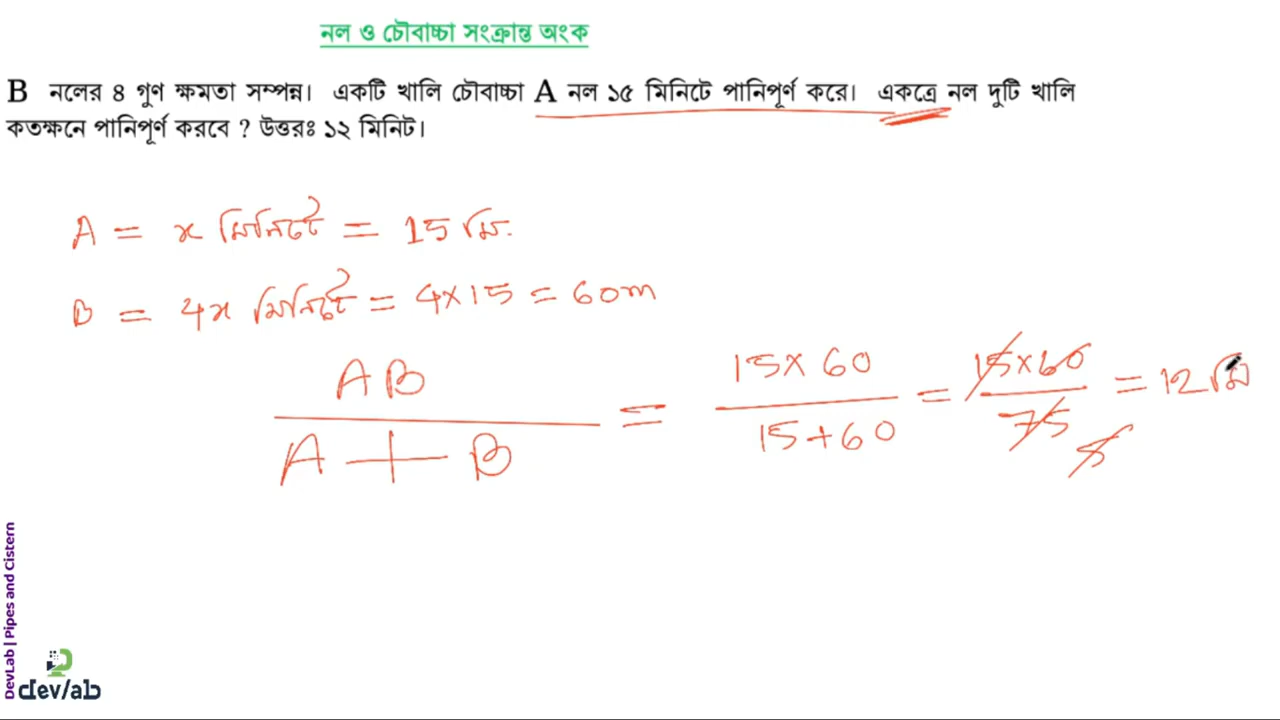 নল ও চৌবাচ্চা সংক্রান্ত অংক
B নলের ৪ গুণ ক্ষমতা সম্পন্ন। একটি খালি চৌবাচ্চা A নল ১৫ মিনিটে পানিপূর্ণ করে। একত্রে নল দুটি খালি
কতক্ষনে পানিপূর্ণ করবে ? উত্তরঃ ১২ মিনিট।
A = x মিনিটে = 15 মি.
B = 4x মিনিটে = 4×15 = 60m
AB / A + B = 15×60 / 15+60 = 15×60 / 75 5 = 12 মি
DevLab | Pipes and Cistern
dev/ab